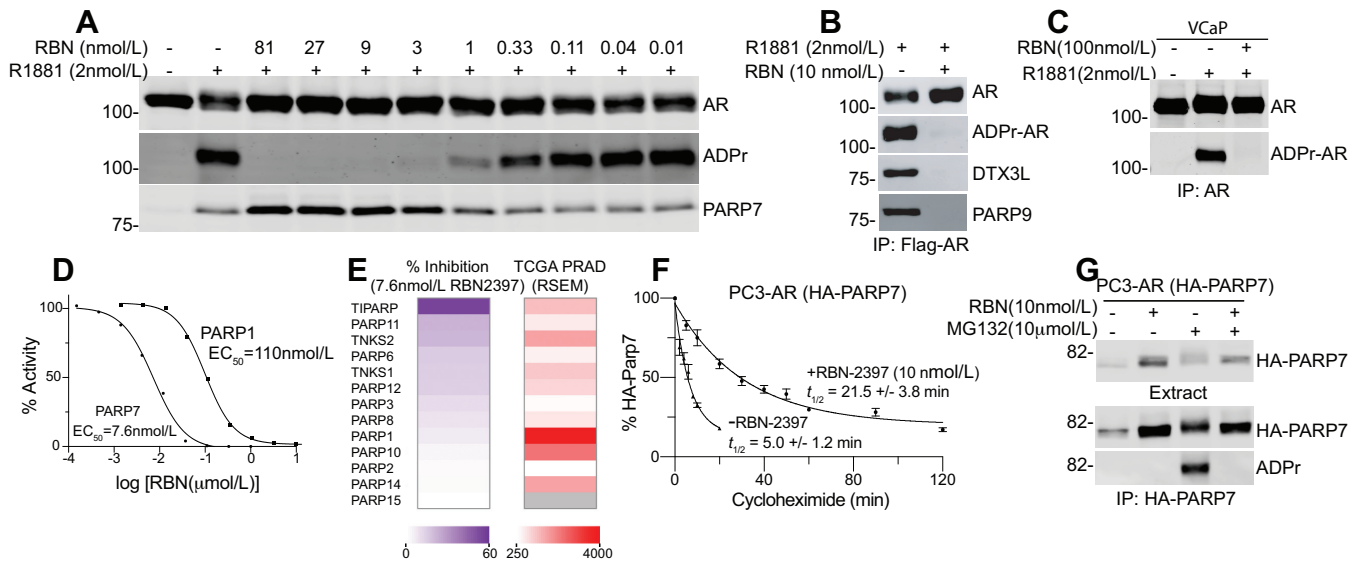 A
RBN (nmol/L) - - 81 27 9 3 1 0.33 0.11 0.04 0.01
R1881 (2nmol/L) - + + + + + + + + + +
100- AR
100- ADPr
75- PARP7
B
R1881 (2nmol/L) + +
RBN (10 nmol/L) - +
100- AR
100- ADPr-AR
75- DTX3L
75- PARP9
IP: Flag-AR
C
VCaP
RBN(100nmol/L) - - +
R1881(2nmol/L) - + +
100- AR
100- ADPr-AR
IP: AR
D
% Activity
100
50
0
PARP1
EC50=110nmol/L
PARP7
EC50=7.6nmol/L
-4 -3 -2 -1 0 1
log [RBN(μmol/L)]
E
% Inhibition
(7.6nmol/L RBN2397)
TCGA PRAD
(RSEM)
TIPARP
PARP11
TNKS2
PARP6
TNKS1
PARP12
PARP3
PARP8
PARP1
PARP10
PARP2
PARP14
PARP15
0 60
250 4000
F
PC3-AR (HA-PARP7)
% HA-Parp7
100
50
0
+RBN-2397 (10 nmol/L)
t1/2 = 21.5 +/- 3.8 min
-RBN-2397
t1/2 = 5.0 +/- 1.2 min
0 40 80 120
Cycloheximide (min)
G
PC3-AR (HA-PARP7)
RBN(10nmol/L) - + - +
MG132(10μmol/L) - - + +
82- HA-PARP7
Extract
82- HA-PARP7
82- ADPr
IP: HA-PARP7